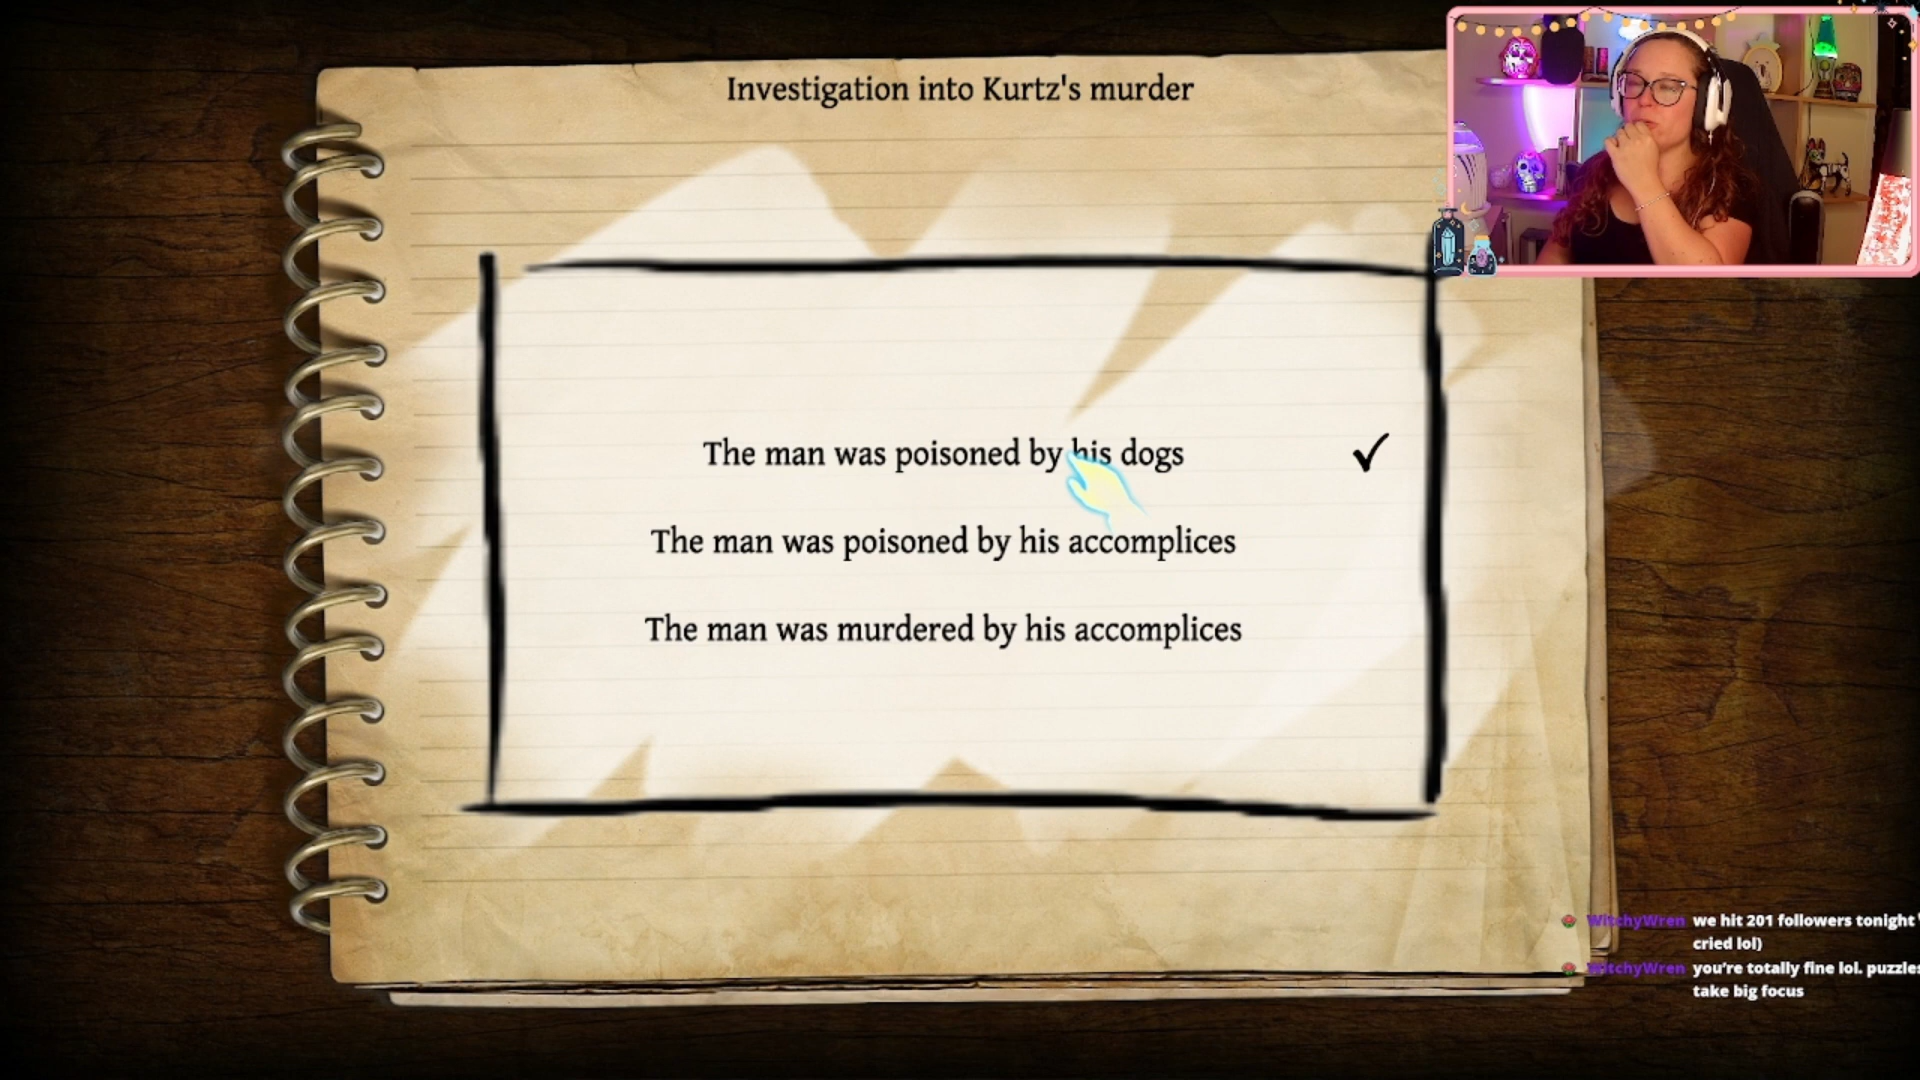 Investigation into Kurtz's murder
The man was poisoned by his dogs
The man was poisoned by his accomplices
The man was murdered by his accomplices
WitchyWren we hit 201 followers tonight
cried lol)
WitchyWren you're totally fine lol. puzzles
take big focus